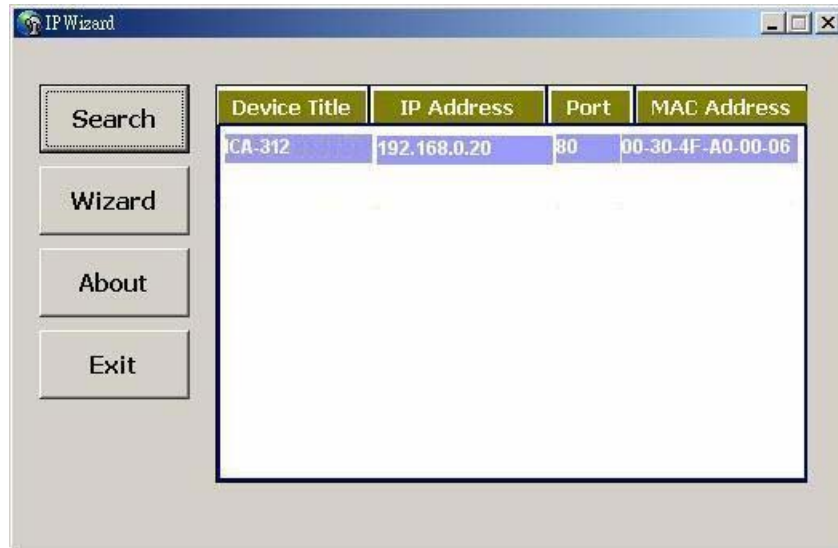 IP Wizard
Search
Wizard
About
Exit
Device Title IP Address Port MAC Address
ICA-312 192.168.0.20 80 00-30-4F-A0-00-06